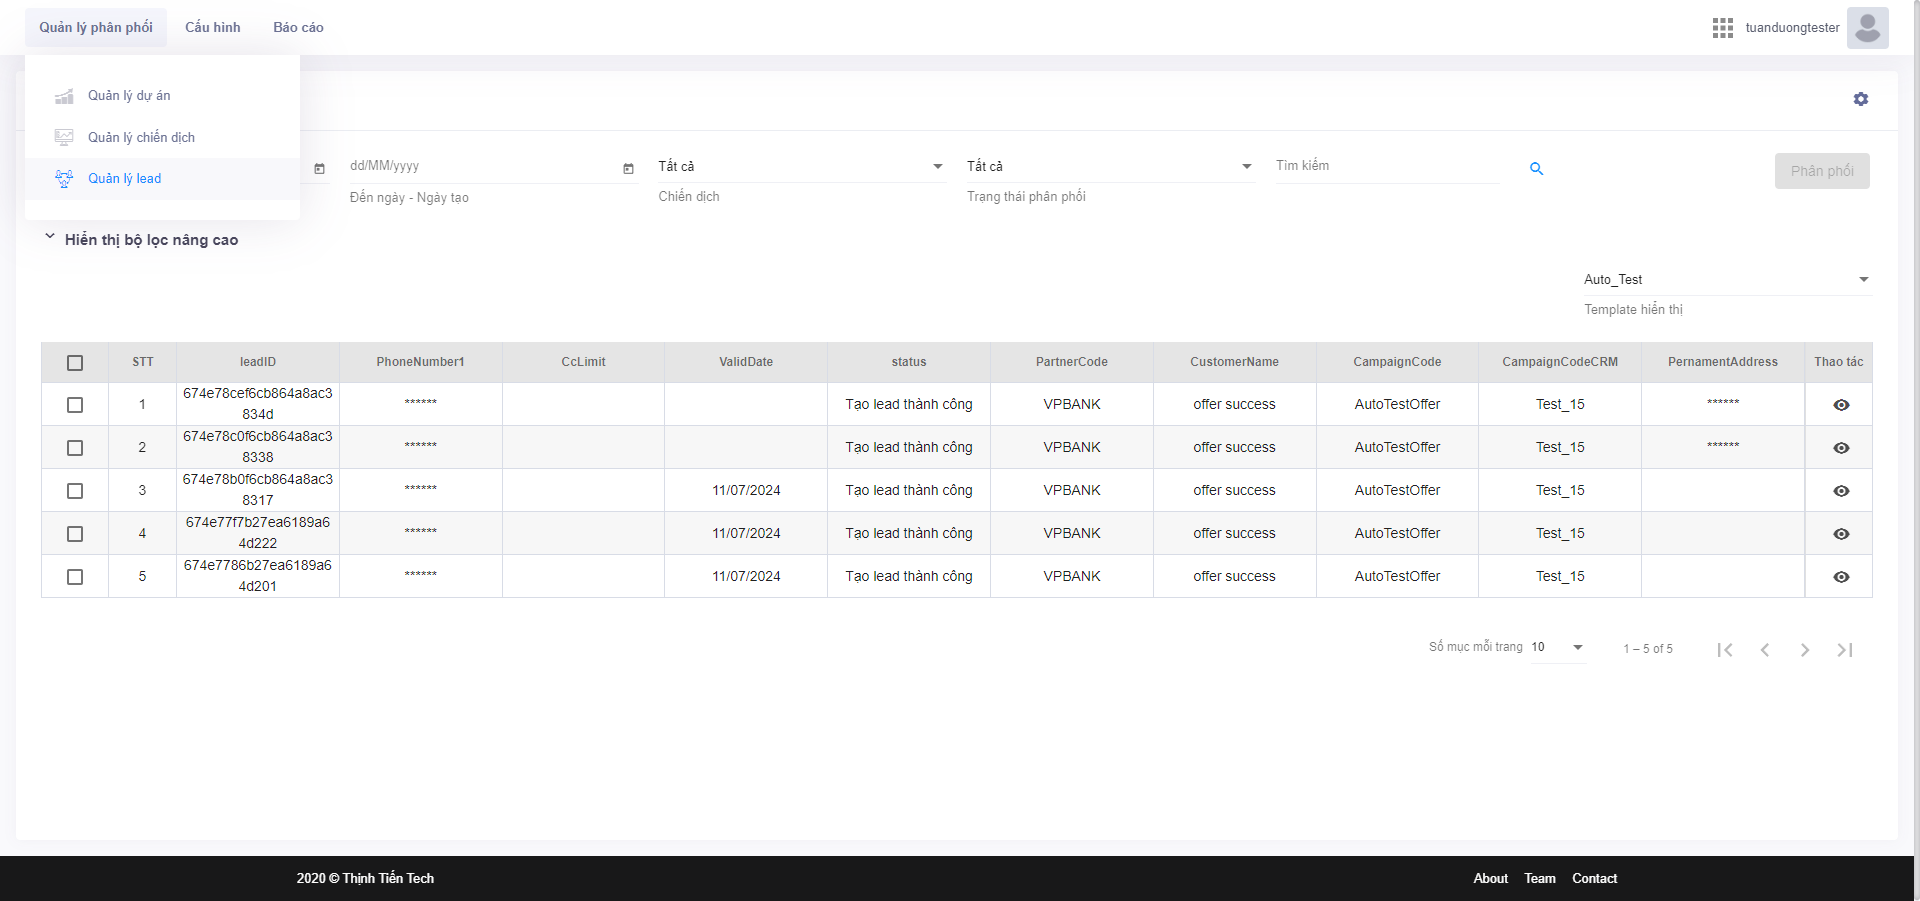 Quản lý phân phối Cấu hình Báo cáo tuanduongtester
Quản lý dự án
Quản lý chiến dịch
Quản lý lead
dd/MM/yyyy Tất cả Tất cả Tìm kiếm Phân phối
Đến ngày - Ngày tạo Chiến dịch Trạng thái phân phối
Hiển thị bộ lọc nâng cao
Auto_Test
Template hiển thị
STT leadID PhoneNumber1 CcLimit ValidDate status PartnerCode CustomerName CampaignCode CampaignCodeCRM PernamentAddress Thao tác
1 674e78cef6cb864a8ac3834d ****** Tạo lead thành công VPBANK offer success AutoTestOffer Test_15 ******
2 674e78c0f6cb864a8ac38338 ****** Tạo lead thành công VPBANK offer success AutoTestOffer Test_15 ******
3 674e78b0f6cb864a8ac38317 ****** 11/07/2024 Tạo lead thành công VPBANK offer success AutoTestOffer Test_15
4 674e77f7b27ea6189a64d222 ****** 11/07/2024 Tạo lead thành công VPBANK offer success AutoTestOffer Test_15
5 674e7786b27ea6189a64d201 ****** 11/07/2024 Tạo lead thành công VPBANK offer success AutoTestOffer Test_15
Số mục mỗi trang 10 1 – 5 of 5
2020 © Thịnh Tiến Tech About Team Contact